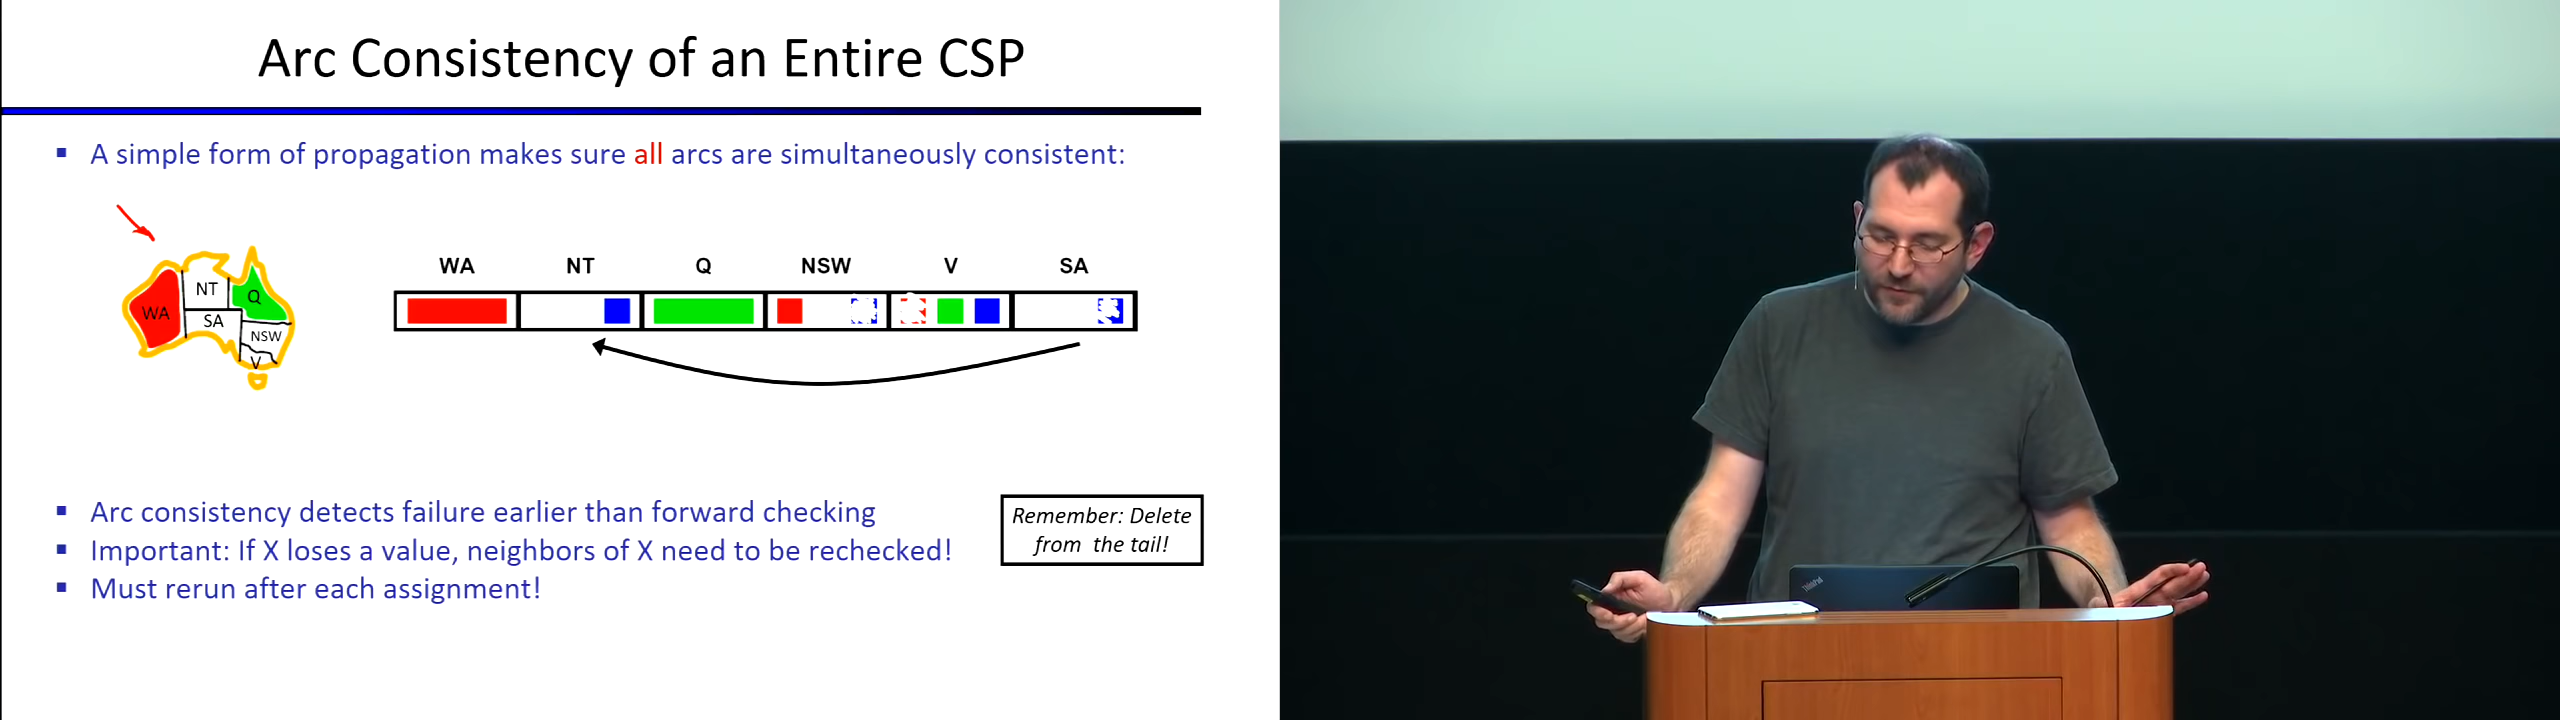 Arc Consistency of an Entire CSP
▪ A simple form of propagation makes sure all arcs are simultaneously consistent:
WA NT Q NSW V SA
WA
NT
Q
SA
NSW
V
▪ Arc consistency detects failure earlier than forward checking
▪ Important: If X loses a value, neighbors of X need to be rechecked!
▪ Must rerun after each assignment!
Remember: Delete
from the tail!
ThinkPad